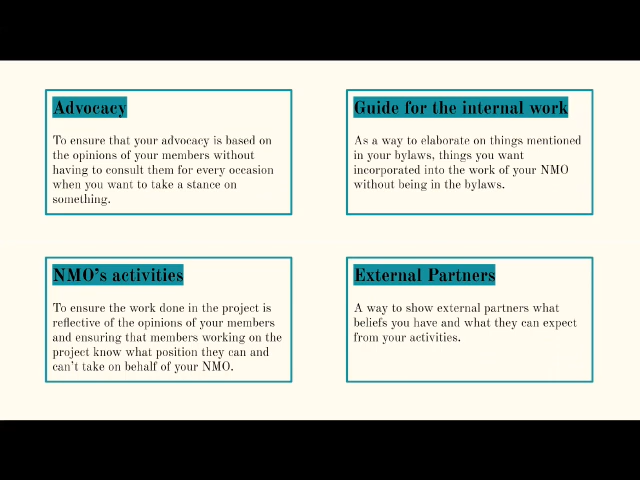 Advocacy
To ensure that your advocacy is based on
the opinions of your members without
having to consult them for every occasion
when you want to take a stance on
something.
Guide for the internal work
As a way to elaborate on things mentioned
in your bylaws, things you want
incorporated into the work of your NMO
without being in the bylaws.
NMO's activities
To ensure the work done in the project is
reflective of the opinions of your members
and ensuring that members working on the
project know what position they can and
can't take on behalf of your NMO.
External Partners
A way to show external partners what
beliefs you have and what they can expect
from your activities.